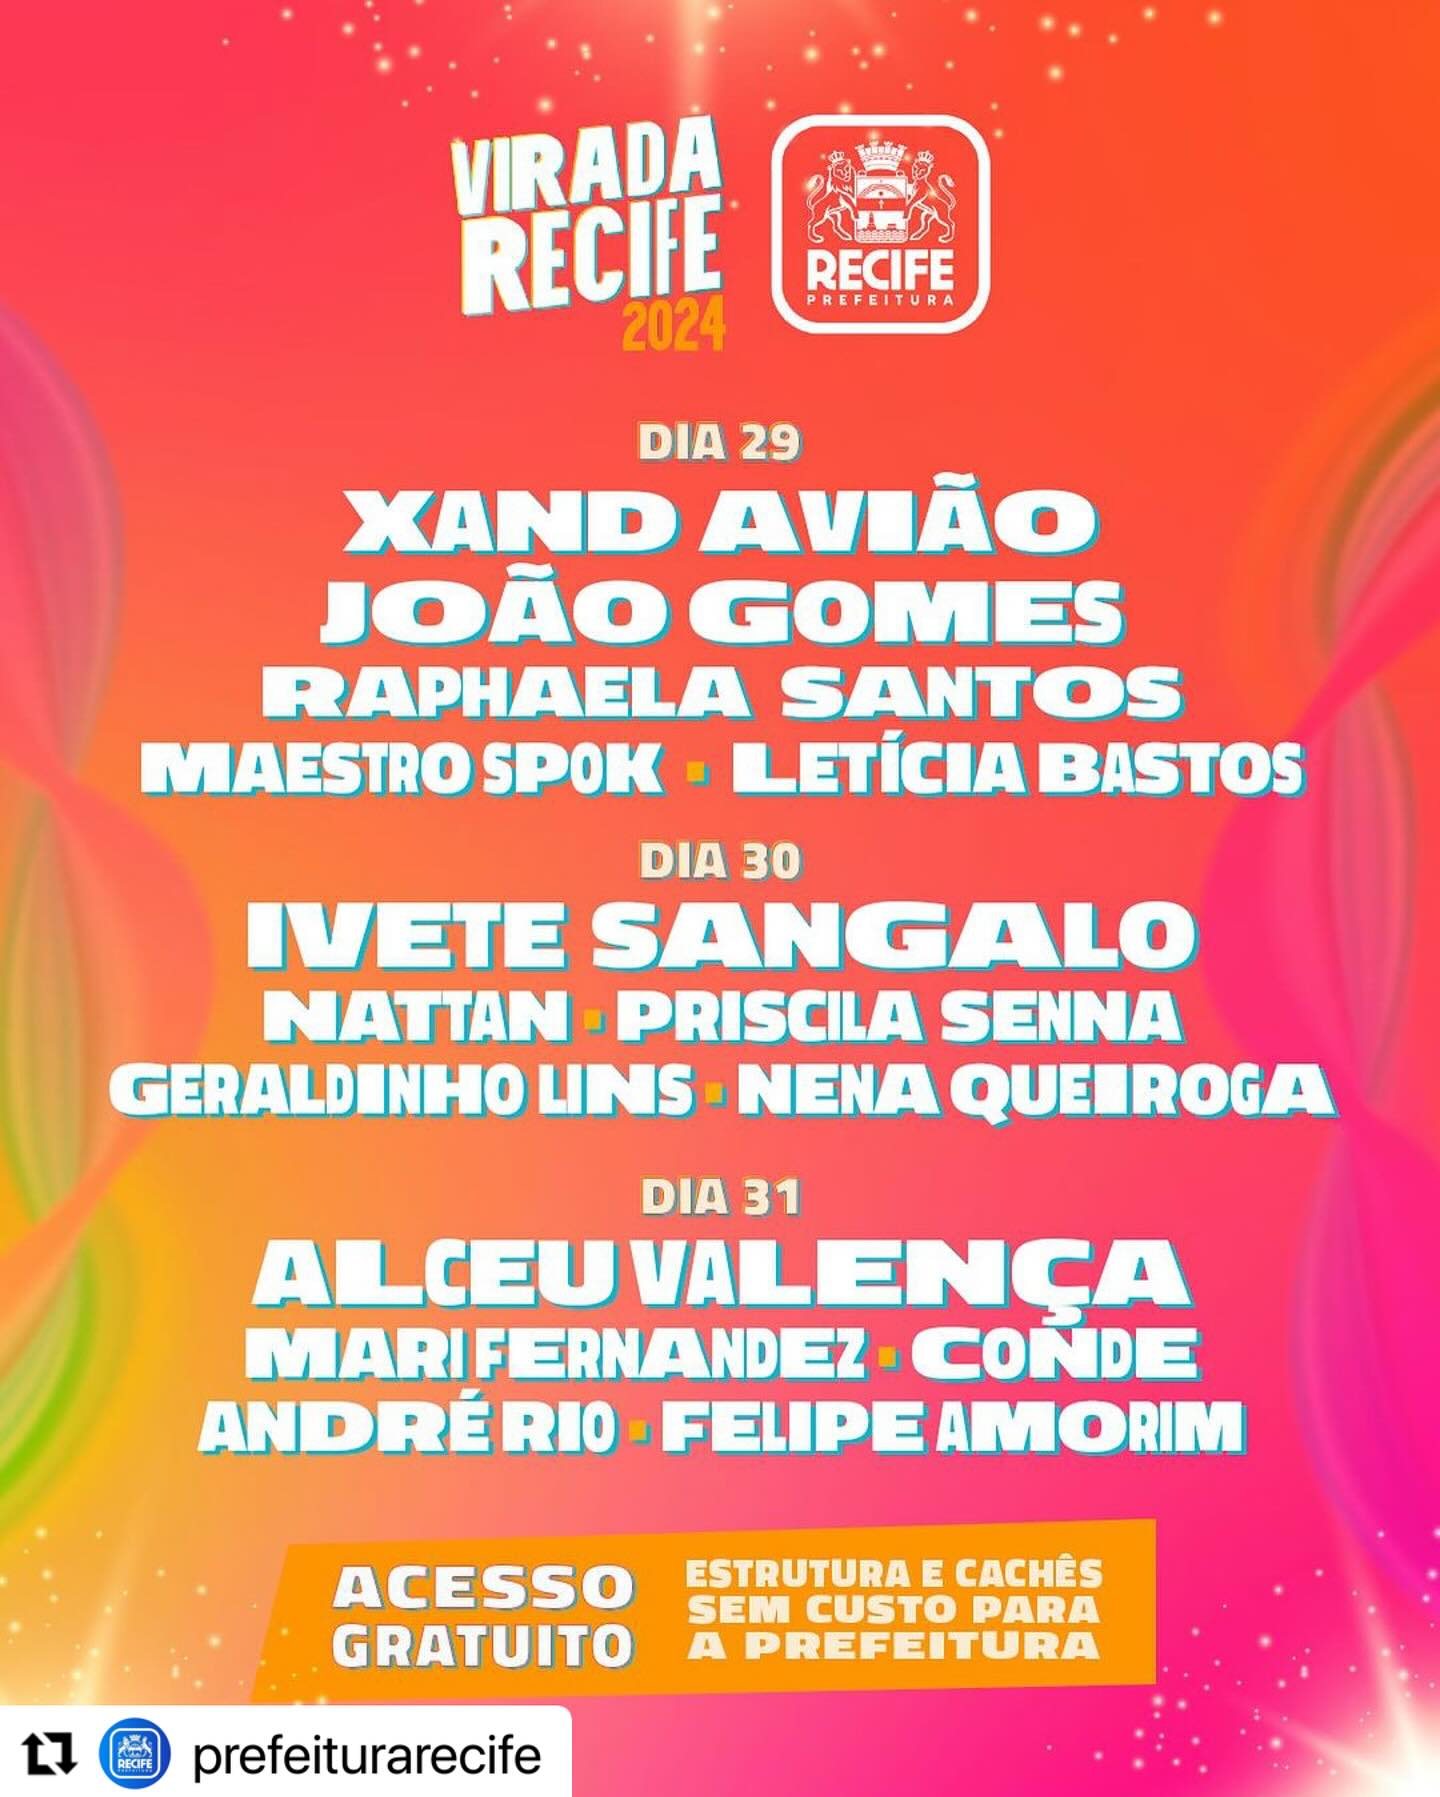 VIRADA
RECIFE
2024
RECIFE
PREFEITURA
DIA 29
XAND AVIÃO
JOÃO GOMES
RAPHAELA SANTOS
MAESTRO SPOK ▪ LETÍCIA BASTOS
DIA 30
IVETE SANGALO
NATTAN ▪ PRISCILA SENNA
GERALDINHO LINS ▪ NENA QUEIROGA
DIA 31
ALCEU VALENÇA
MARI FERNANDEZ ▪ CONDE
ANDRÉ RIO ▪ FELIPE AMORIM
ACESSO
GRATUITO
ESTRUTURA E CACHÊS
SEM CUSTO PARA
A PREFEITURA
RECIFE
prefeiturarecife